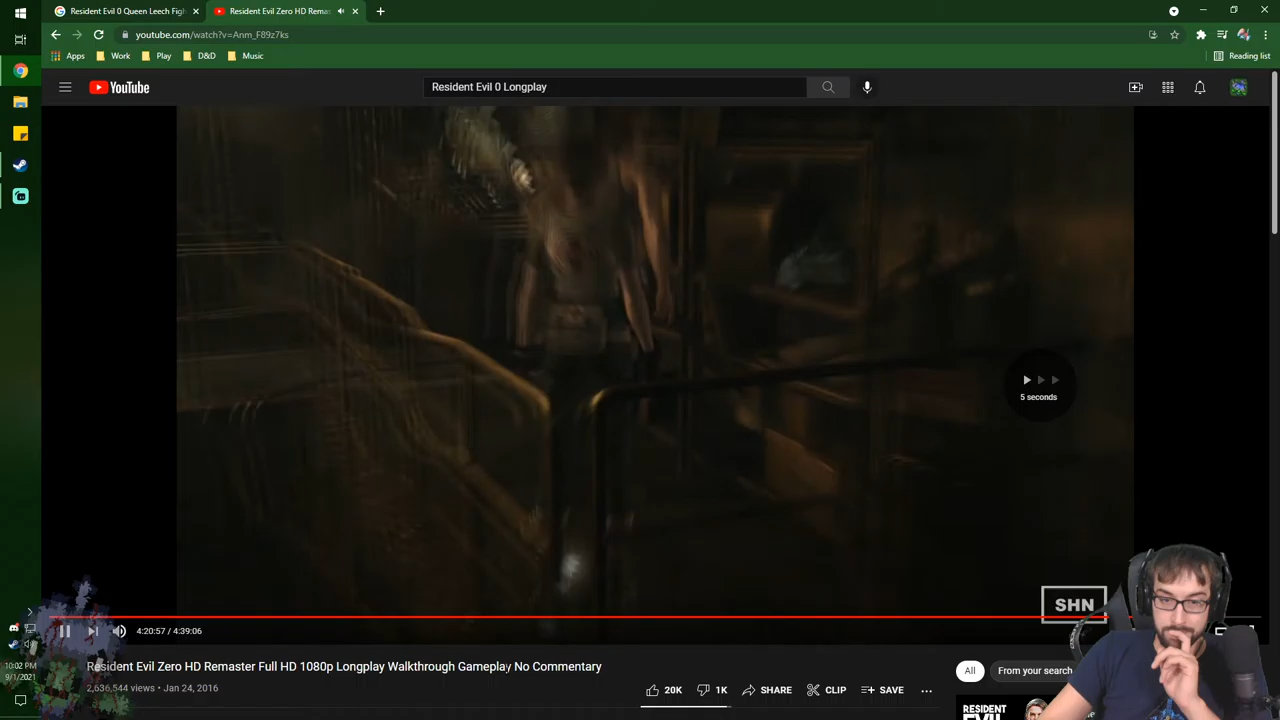 Resident Evil 0 Queen Leech Figh
Resident Evil Zero HD Remas
youtube.com/watch?v=Anm_F89z7ks
Apps
Work
Play
D&D
Music
Reading list
YouTube
Resident Evil 0 Longplay
5 seconds
SHN
4:20:57 / 4:39:06
Resident Evil Zero HD Remaster Full HD 1080p Longplay Walkthrough Gameplay No Commentary
2,636,544 views • Jan 24, 2016
20K
1K
SHARE
CLIP
SAVE
All
From your search
RESIDENT
EVIL
10:02 PM
9/1/2021